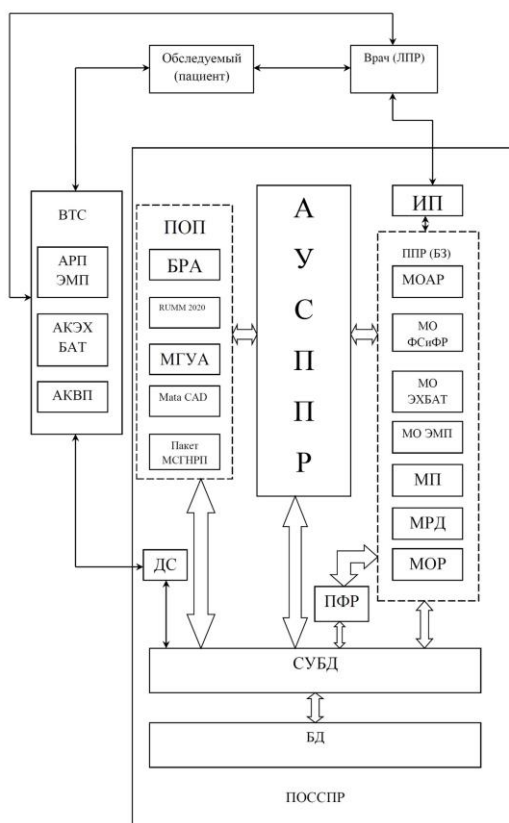 Обследуемый
(пациент)
Врач (ЛПР)
ВТС
АРП
ЭМП
АКЭХ
БАТ
АКВП
ПОП
БРА
RUMM 2020
МГУА
Mata CAD
Пакет
МСГНРП
А
У
С
П
П
Р
ИП
ППР (БЗ)
МОАР
МО
ФСиФР
МО
ЭХБАТ
МО ЭМП
МП
МРД
МОР
ДС
ПФР
СУБД
БД
ПОССПР